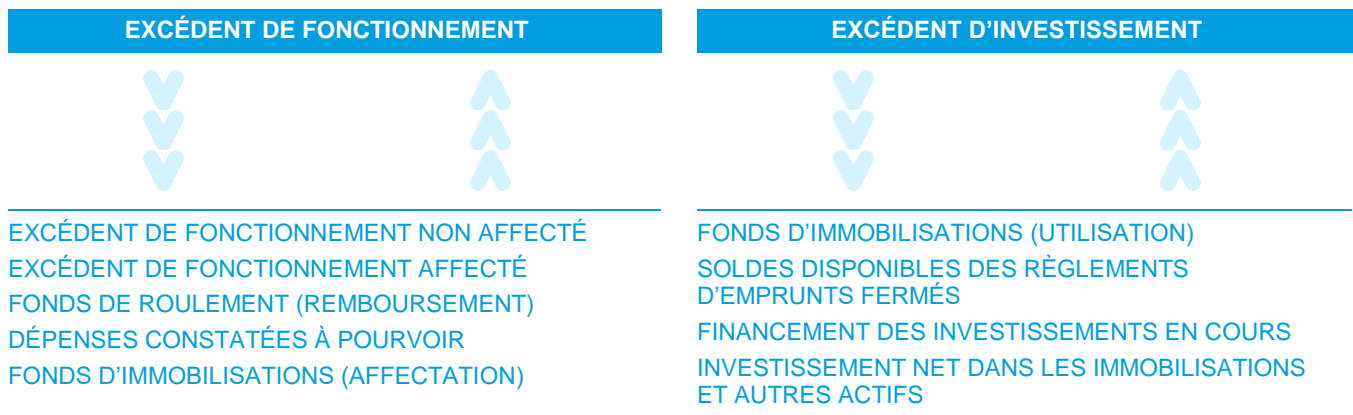 EXCÉDENT DE FONCTIONNEMENT
EXCÉDENT DE FONCTIONNEMENT NON AFFECTÉ
EXCÉDENT DE FONCTIONNEMENT AFFECTÉ
FONDS DE ROULEMENT (REMBOURSEMENT)
DÉPENSES CONSTATÉES À POURVOIR
FONDS D'IMMOBILISATIONS (AFFECTATION)
EXCÉDENT D'INVESTISSEMENT
FONDS D'IMMOBILISATIONS (UTILISATION)
SOLDES DISPONIBLES DES RÈGLEMENTS
D'EMPRUNTS FERMÉS
FINANCEMENT DES INVESTISSEMENTS EN COURS
INVESTISSEMENT NET DANS LES IMMOBILISATIONS
ET AUTRES ACTIFS